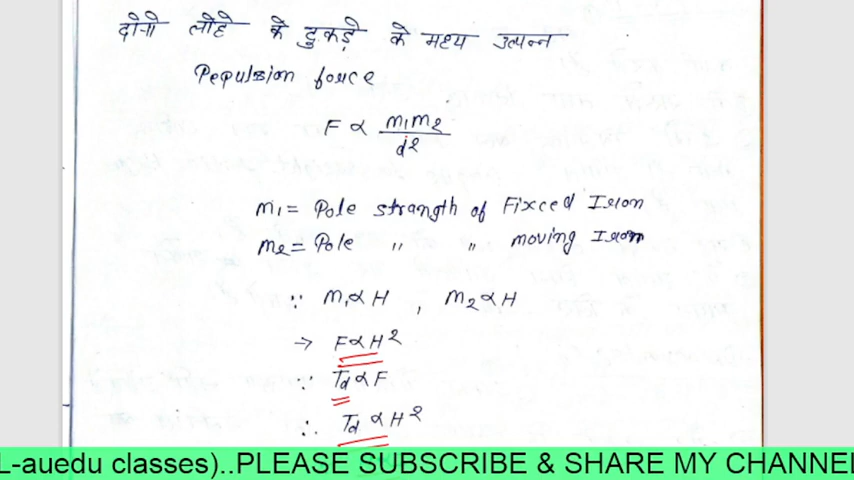 दोनो लोहे के टुकड़े के मध्य उत्पन्न
Repulsion force
F ∝ m1m2/d2
m1 = Pole strangth of Fixced Iron
m2 = Pole ,, ,, moving Iron
∵ m1∝H , m2∝H
→ F∝H²
∵ Td∝F
∴ Td ∝H²
L-auedu classes)..PLEASE SUBSCRIBE & SHARE MY CHANNEL